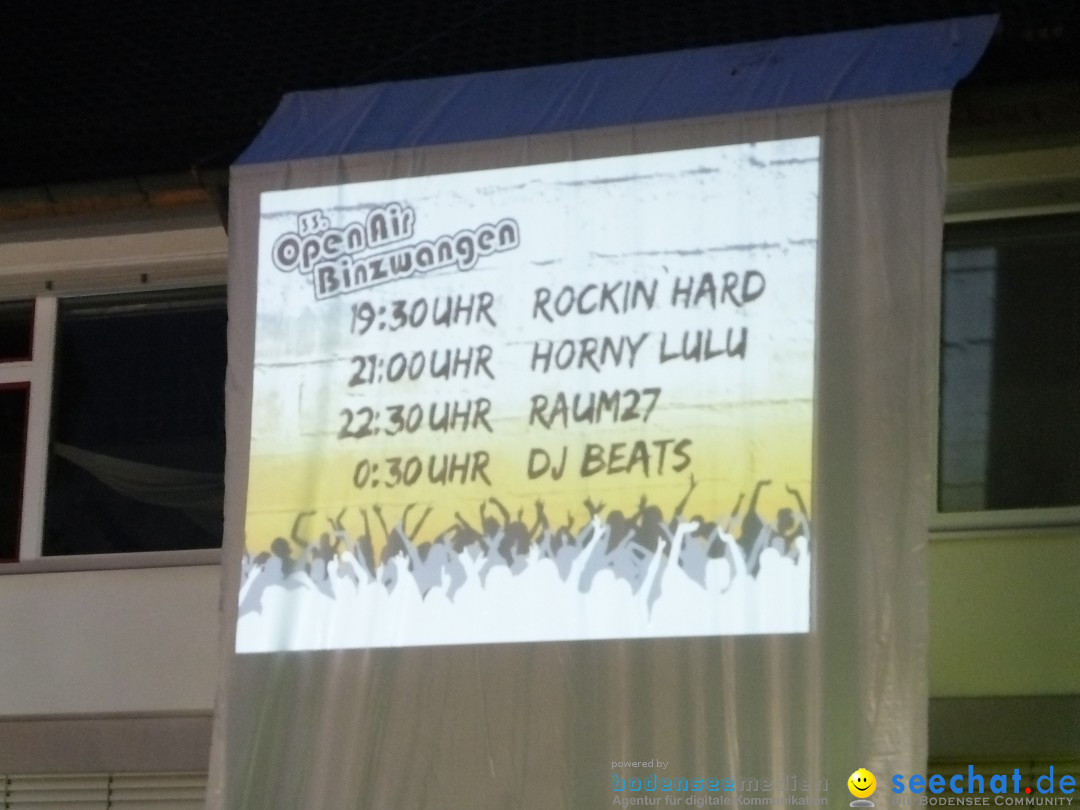 33.
Open Air
Binzwangen
19:30 UHR ROCKIN´HARD
21:00 UHR HORNY LULU
22:30 UHR RAUM27
0:30 UHR DJ BEATS
powered by
bodenseemedien
Agentur für digitale Kommunikation
seechat.de
Bodensee Community